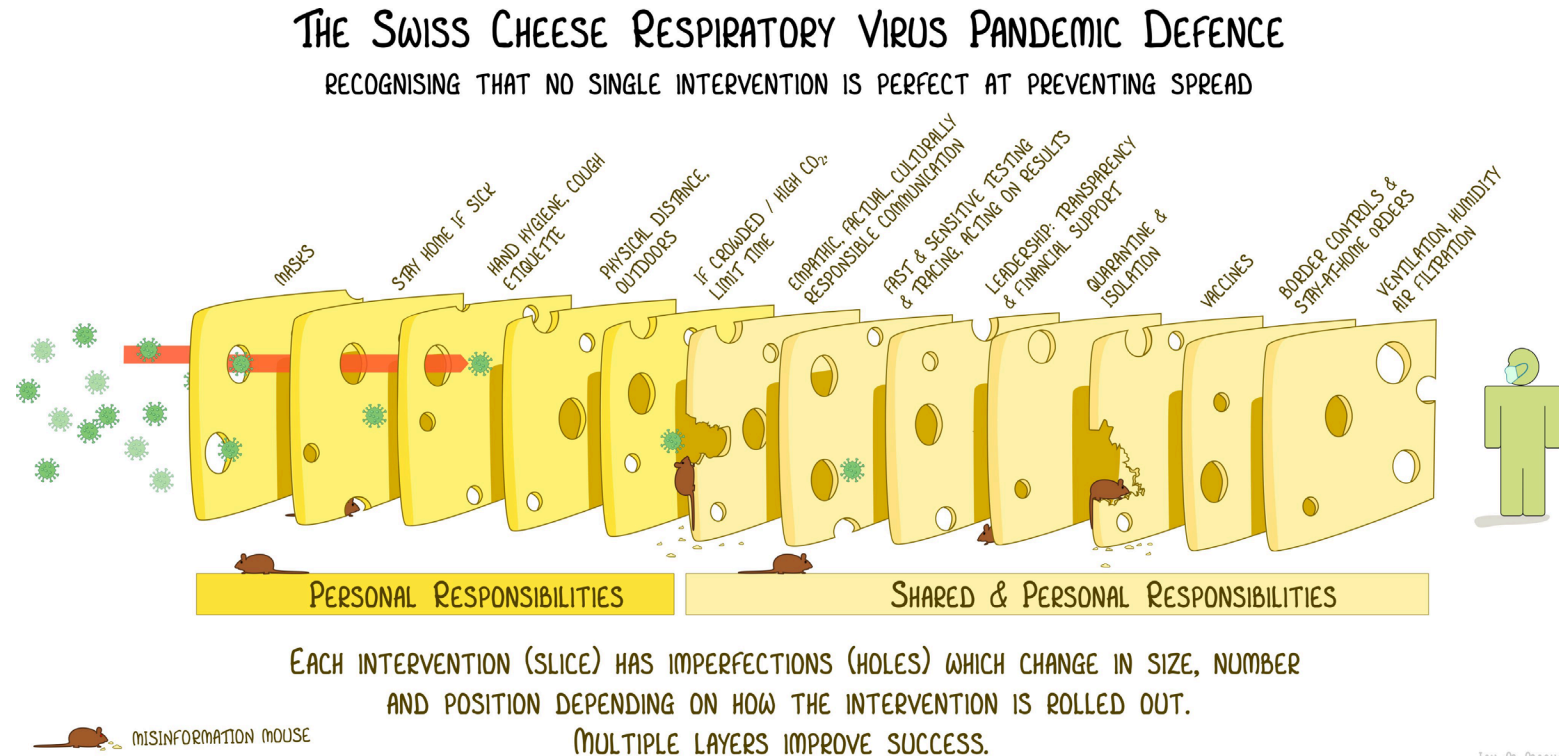 THE SWISS CHEESE RESPIRATORY VIRUS PANDEMIC DEFENCE
RECOGNISING THAT NO SINGLE INTERVENTION IS PERFECT AT PREVENTING SPREAD
MASKS
STAY HOME IF SICK
HAND HYGIENE, COUGH
ETIQUETTE
PHYSICAL DISTANCE,
OUTDOORS
IF CROWDED / HIGH CO₂:
LIMIT TIME
EMPATHIC, FACTUAL, CULTURALLY
RESPONSIBLE COMMUNICATION
FAST & SENSITIVE TESTING
& TRACING, ACTING ON RESULTS
LEADERSHIP: TRANSPARENCY
& FINANCIAL SUPPORT
QUARANTINE &
ISOLATION
VACCINES
BORDER CONTROLS &
STAY-AT-HOME ORDERS
VENTILATION, HUMIDITY
AIR FILTRATION
PERSONAL RESPONSIBILITIES
SHARED & PERSONAL RESPONSIBILITIES
EACH INTERVENTION (SLICE) HAS IMPERFECTIONS (HOLES) WHICH CHANGE IN SIZE, NUMBER
AND POSITION DEPENDING ON HOW THE INTERVENTION IS ROLLED OUT.
MULTIPLE LAYERS IMPROVE SUCCESS.
MISINFORMATION MOUSE